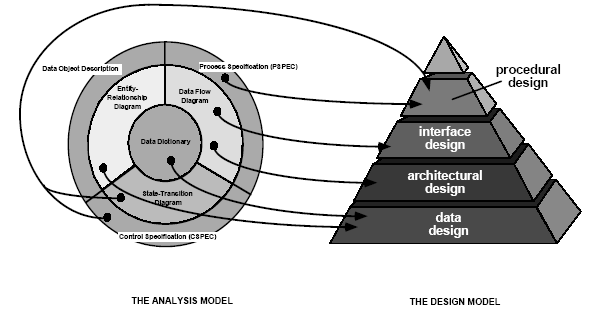 Data Object Description
Process Specification (PSPEC)
Entity-
Relationship
Diagram
Data Flow
Diagram
Data Dictionary
State-Transition
Diagram
Control Specification (CSPEC)
procedural
design
interface
design
architectural
design
data
design
THE ANALYSIS MODEL
THE DESIGN MODEL